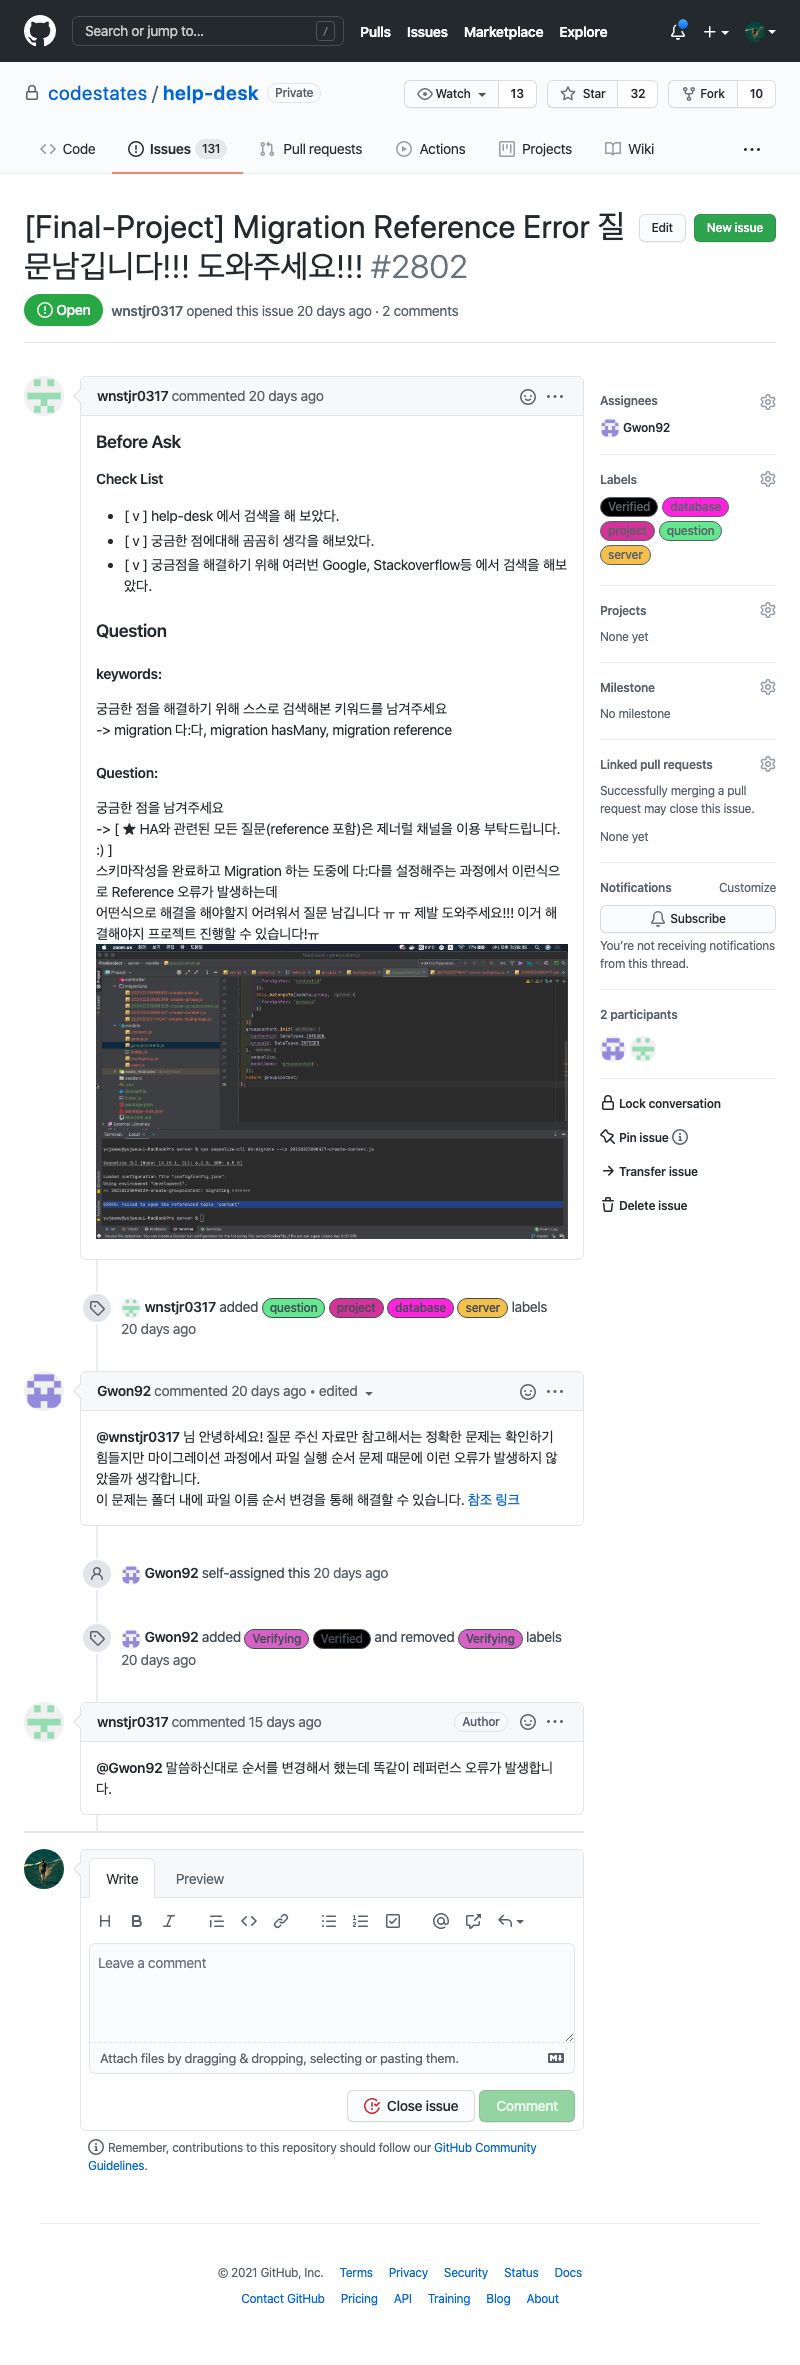 Search or jump to...
/
Pulls
Issues
Marketplace
Explore
codestates / help-desk
Private
Watch
13
Star
32
Fork
10
Code
Issues 131
Pull requests
Actions
Projects
Wiki
[Final-Project] Migration Reference Error 질
문남깁니다!!! 도와주세요!!! #2802
Edit
New issue
Open
wnstjr0317 opened this issue 20 days ago · 2 comments
wnstjr0317 commented 20 days ago
Before Ask
Check List
[ v ] help-desk 에서 검색을 해 보았다.
[ v ] 궁금한 점에대해 곰곰히 생각을 해보았다.
[ v ] 궁금점을 해결하기 위해 여러번 Google, Stackoverflow등 에서 검색을 해보
았다.
Question
keywords:
궁금한 점을 해결하기 위해 스스로 검색해본 키워드를 남겨주세요
-> migration 다:다, migration hasMany, migration reference
Question:
궁금한 점을 남겨주세요
-> [ ★ HA와 관련된 모든 질문(reference 포함)은 제너럴 채널을 이용 부탁드립니다.
:) ]
스키마작성을 완료하고 Migration 하는 도중에 다:다를 설정해주는 과정에서 이런식으
로 Reference 오류가 발생하는데
어떤식으로 해결을 해야할지 어려워서 질문 남깁니다 ㅠ ㅠ 제발 도와주세요!!! 이거 해
결해야지 프로젝트 진행할 수 있습니다!ㅠ
ERROR: Failed to open the referenced table 'content'
wnstjr0317 added question project database server labels
20 days ago
Gwon92 commented 20 days ago • edited
@wnstjr0317 님 안녕하세요! 질문 주신 자료만 참고해서는 정확한 문제는 확인하기
힘들지만 마이그레이션 과정에서 파일 실행 순서 문제 때문에 이런 오류가 발생하지 않
았을까 생각합니다.
이 문제는 폴더 내에 파일 이름 순서 변경을 통해 해결할 수 있습니다. 참조 링크
Gwon92 self-assigned this 20 days ago
Gwon92 added Verifying Verified and removed Verifying labels
20 days ago
wnstjr0317 commented 15 days ago
Author
@Gwon92 말씀하신대로 순서를 변경해서 했는데 똑같이 레퍼런스 오류가 발생합니
다.
Write
Preview
H B I
Leave a comment
Attach files by dragging & dropping, selecting or pasting them.
Close issue
Comment
Remember, contributions to this repository should follow our GitHub Community
Guidelines.
Assignees
Gwon92
Labels
Verified database
project question
server
Projects
None yet
Milestone
No milestone
Linked pull requests
Successfully merging a pull
request may close this issue.
None yet
Notifications
Customize
Subscribe
You're not receiving notifications
from this thread.
2 participants
Lock conversation
Pin issue
Transfer issue
Delete issue
© 2021 GitHub, Inc.
Terms
Privacy
Security
Status
Docs
Contact GitHub
Pricing
API
Training
Blog
About